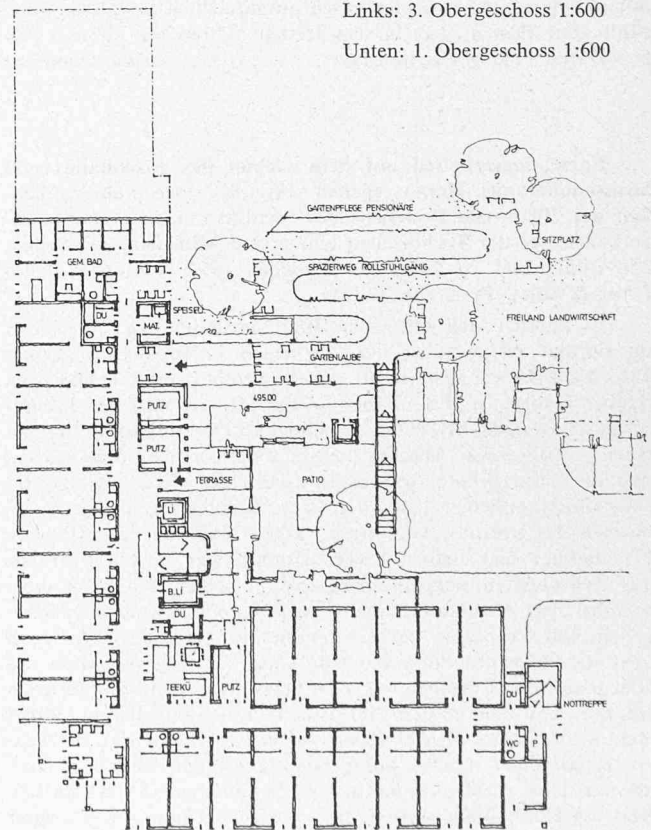 Links: 3. Obergeschoss 1:600
Unten: 1. Obergeschoss 1:600
GARTENPFLEGE PENSIONÄRE
SITZPLATZ
GEM. BAD
SPAZIERWEG ROLLSTUHLGÄNGIG
DU
MAT.
SPEISEL
FREILAND LANDWIRTSCHAFT
GARTENLAUBE
PUTZ
495.00
PUTZ
TERRASSE
PATIO
LI
B.LI
DU
T
TEEKÜ
PUTZ
DU
NOTTREPPE
WC
P